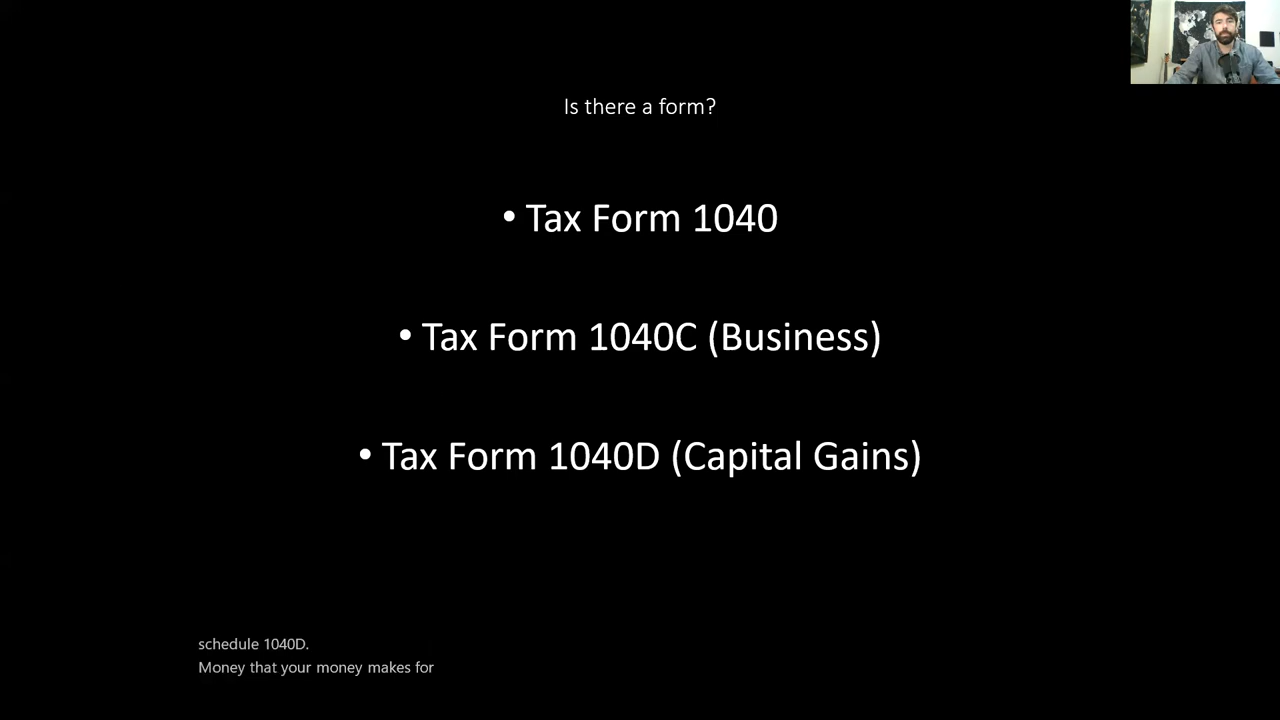 Is there a form?
• Tax Form 1040
• Tax Form 1040C (Business)
• Tax Form 1040D (Capital Gains)
schedule 1040D.
Money that your money makes for